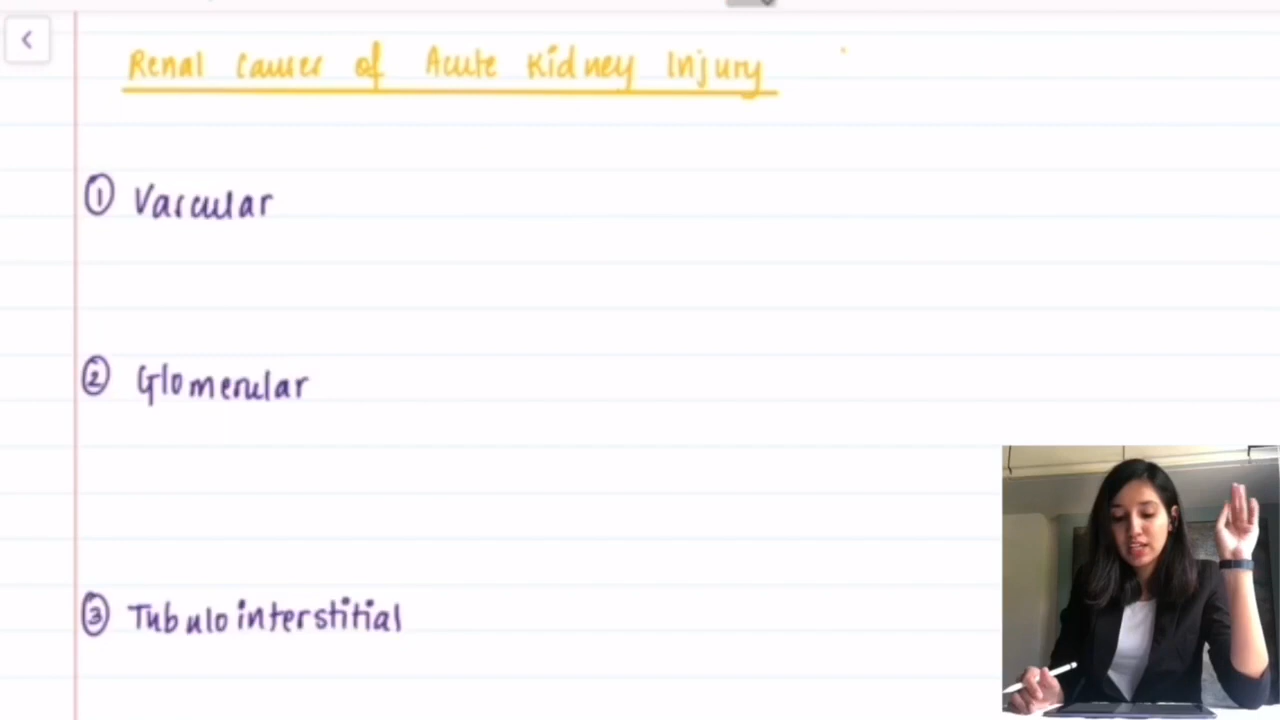 Renal Causes of Acute Kidney Injury
① Vascular
② Glomerular
③ Tubulointerstitial